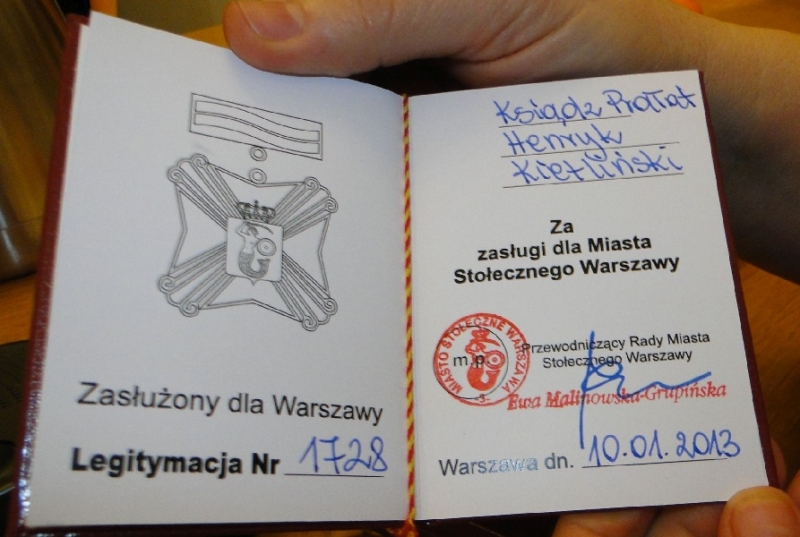 Zasłużony dla Warszawy
Legitymacja Nr 1728
Ksiądz Prałat
Henryk
Kietliński
Za
zasługi dla Miasta
Stołecznego Warszawy
MIASTO STOŁECZNE WARSZAWA
m.p.
-3-
Przewodniczący Rady Miasta
Stołecznego Warszawy
Ewa Malinowska-Grupińska
Warszawa dn. 10.01.2013